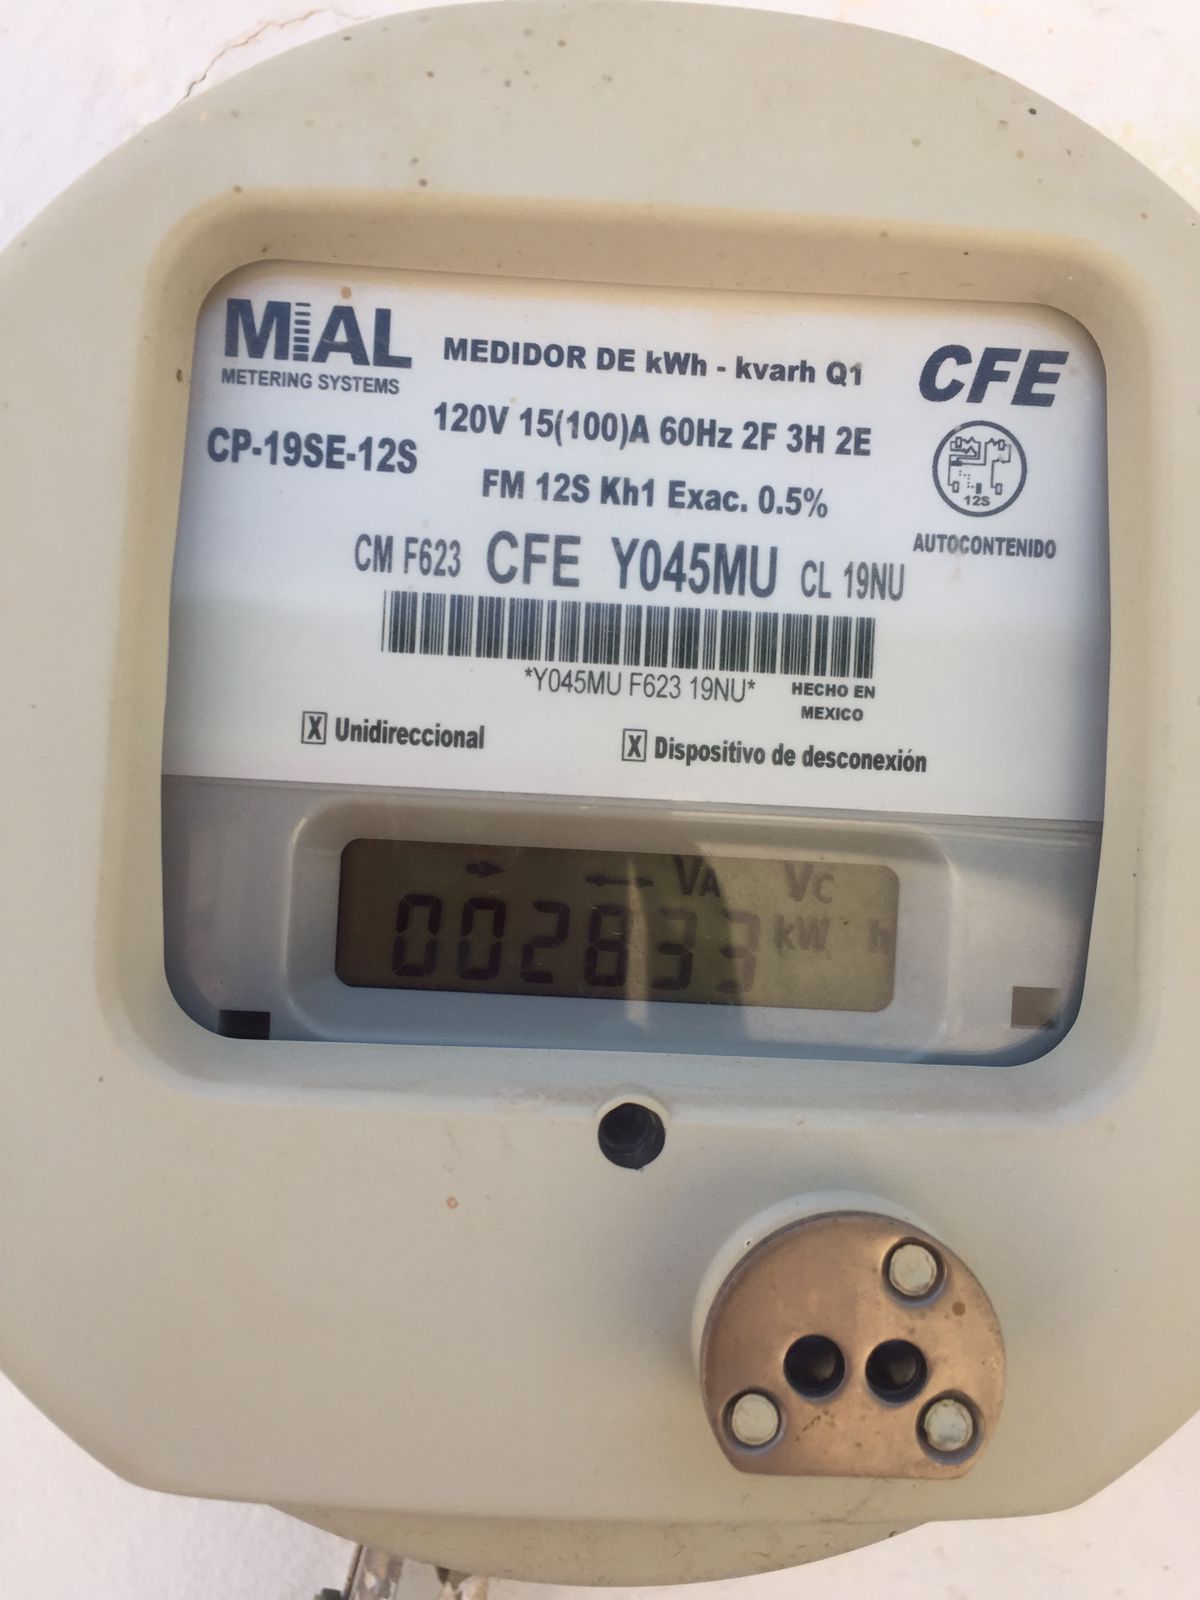 MIAL
METERING SYSTEMS
MEDIDOR DE kWh - kvarh Q1
CFE
CP-19SE-12S
120V 15(100)A 60Hz 2F 3H 2E
FM 12S Kh1 Exac. 0.5%
12S
AUTOCONTENIDO
CM F623 CFE Y045MU CL 19NU
*Y045MU F623 19NU*
HECHO EN
MEXICO
X Unidireccional
X Dispositivo de desconexión
VA VC
002833 kW h